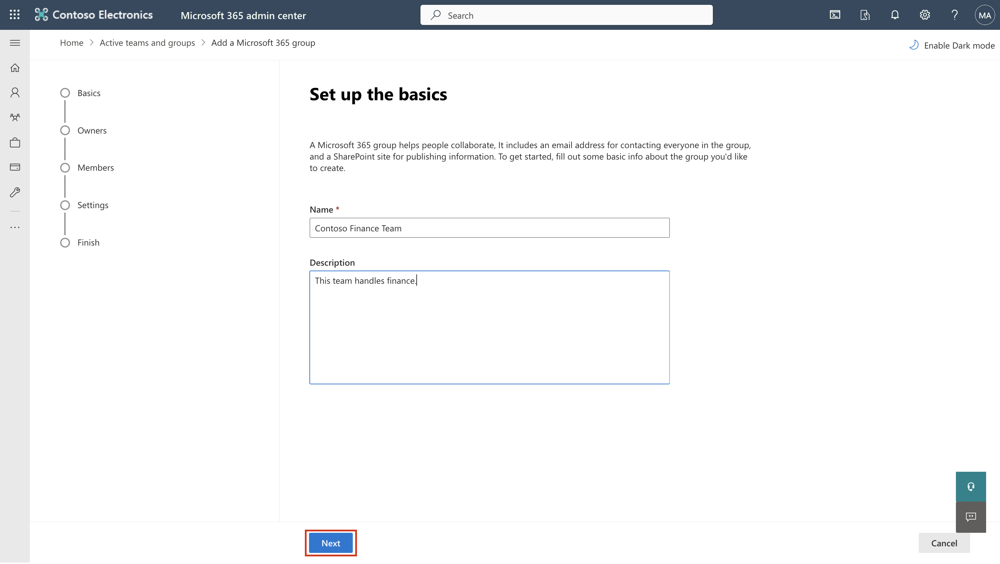 Contoso Electronics
Microsoft 365 admin center
Search
MA
Home > Active teams and groups > Add a Microsoft 365 group
Enable Dark mode
Basics
Owners
Members
Settings
Finish
Set up the basics
A Microsoft 365 group helps people collaborate, It includes an email address for contacting everyone in the group,
and a SharePoint site for publishing information. To get started, fill out some basic info about the group you'd like
to create.
Name *
Contoso Finance Team
Description
This team handles finance.
Next
Cancel